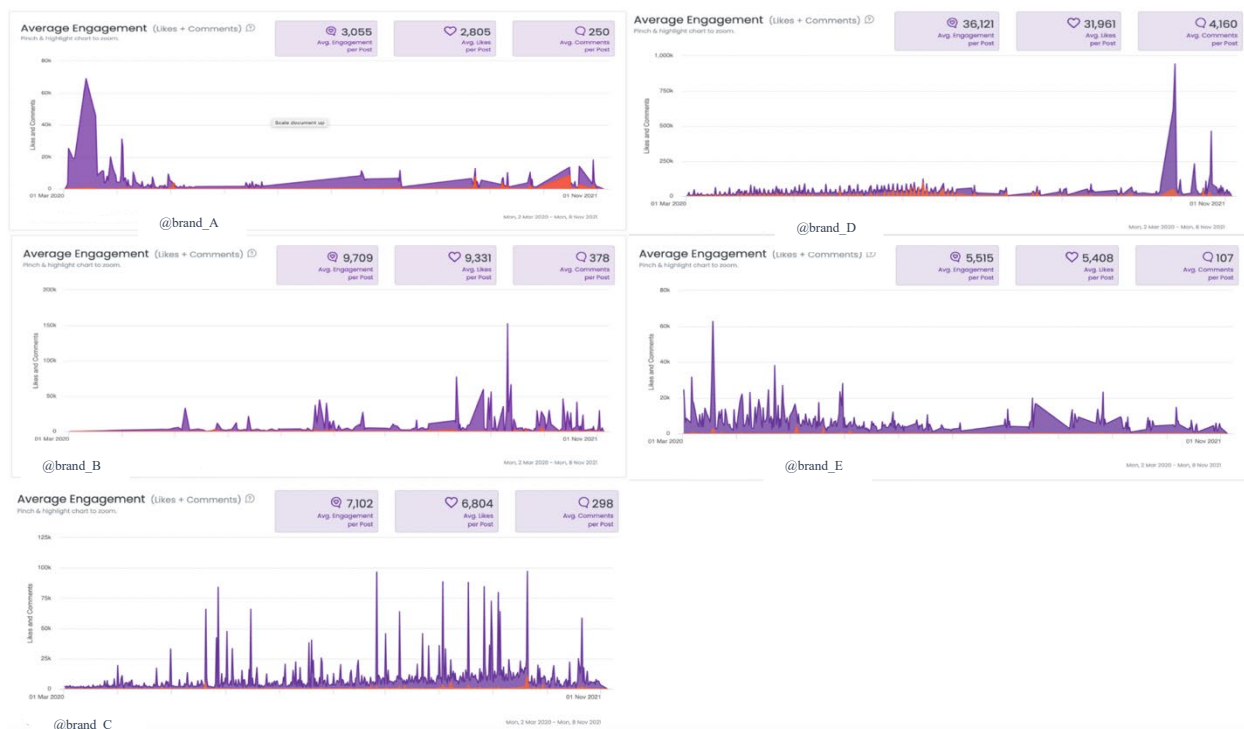 Average Engagement (Likes + Comments)
Pinch & highlight chart to zoom.
3,055
Avg. Engagement
per Post
2,805
Avg. Likes
per Post
250
Avg. Comments
per Post
80k
60k
40k
20k
0
Likes and Comments
Scale document up
01 Mar 2020
01 Nov 2021
Mon, 2 Mar 2020 - Mon, 8 Nov 2021
@brand_A
Average Engagement (Likes + Comments)
Pinch & highlight chart to zoom.
36,121
Avg. Engagement
per Post
31,961
Avg. Likes
per Post
4,160
Avg. Comments
per Post
1,000k
750k
500k
250k
0
Likes and Comments
01 Mar 2020
01 Nov 2021
Mon, 2 Mar 2020 - Mon, 8 Nov 2021
@brand_D
Average Engagement (Likes + Comments)
Pinch & highlight chart to zoom.
9,709
Avg. Engagement
per Post
9,331
Avg. Likes
per Post
378
Avg. Comments
per Post
200k
150k
100k
50k
0
Likes and Comments
01 Mar 2020
01 Nov 2021
Mon, 2 Mar 2020 - Mon, 8 Nov 2021
@brand_B
Average Engagement (Likes + Comments)
Pinch & highlight chart to zoom.
5,515
Avg. Engagement
per Post
5,408
Avg. Likes
per Post
107
Avg. Comments
per Post
80k
60k
40k
20k
0
Likes and Comments
01 Mar 2020
01 Nov 2021
Mon, 2 Mar 2020 - Mon, 8 Nov 2021
@brand_E
Average Engagement (Likes + Comments)
Pinch & highlight chart to zoom.
7,102
Avg. Engagement
per Post
6,804
Avg. Likes
per Post
298
Avg. Comments
per Post
125k
100k
75k
50k
25k
0
Likes and Comments
01 Mar 2020
01 Nov 2021
Mon, 2 Mar 2020 - Mon, 8 Nov 2021
@brand_C